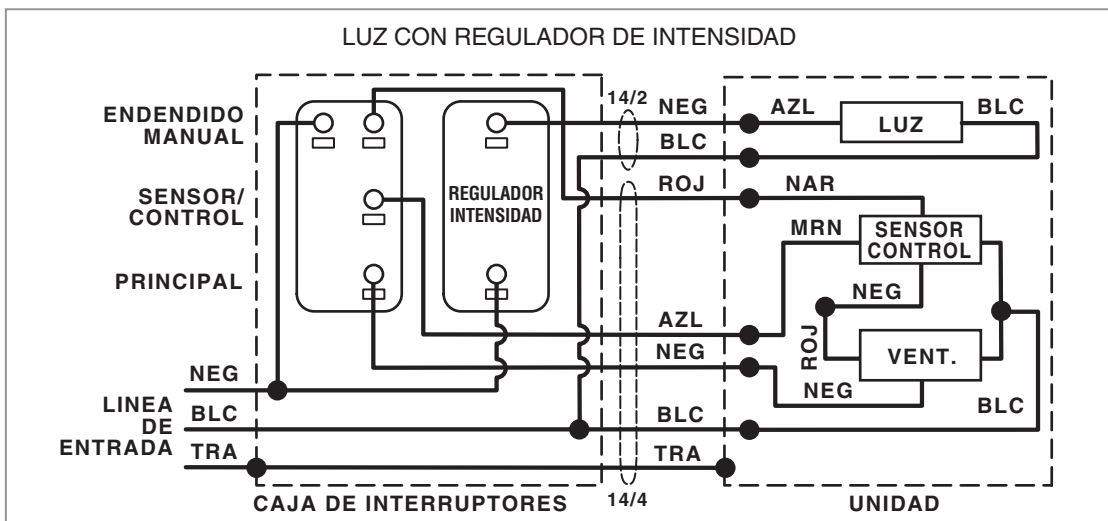 LUZ CON REGULADOR DE INTENSIDAD
ENDENDIDO
MANUAL
SENSOR/
CONTROL
PRINCIPAL
REGULADOR
INTENSIDAD
14/2
NEG
BLC
ROJ
AZL
LUZ
BLC
NAR
MRN
SENSOR
CONTROL
NEG
ROJ
VENT.
NEG
BLC
AZL
NEG
BLC
TRA
NEG
LINEA
DE
ENTRADA
BLC
TRA
CAJA DE INTERRUPTORES
14/4
UNIDAD